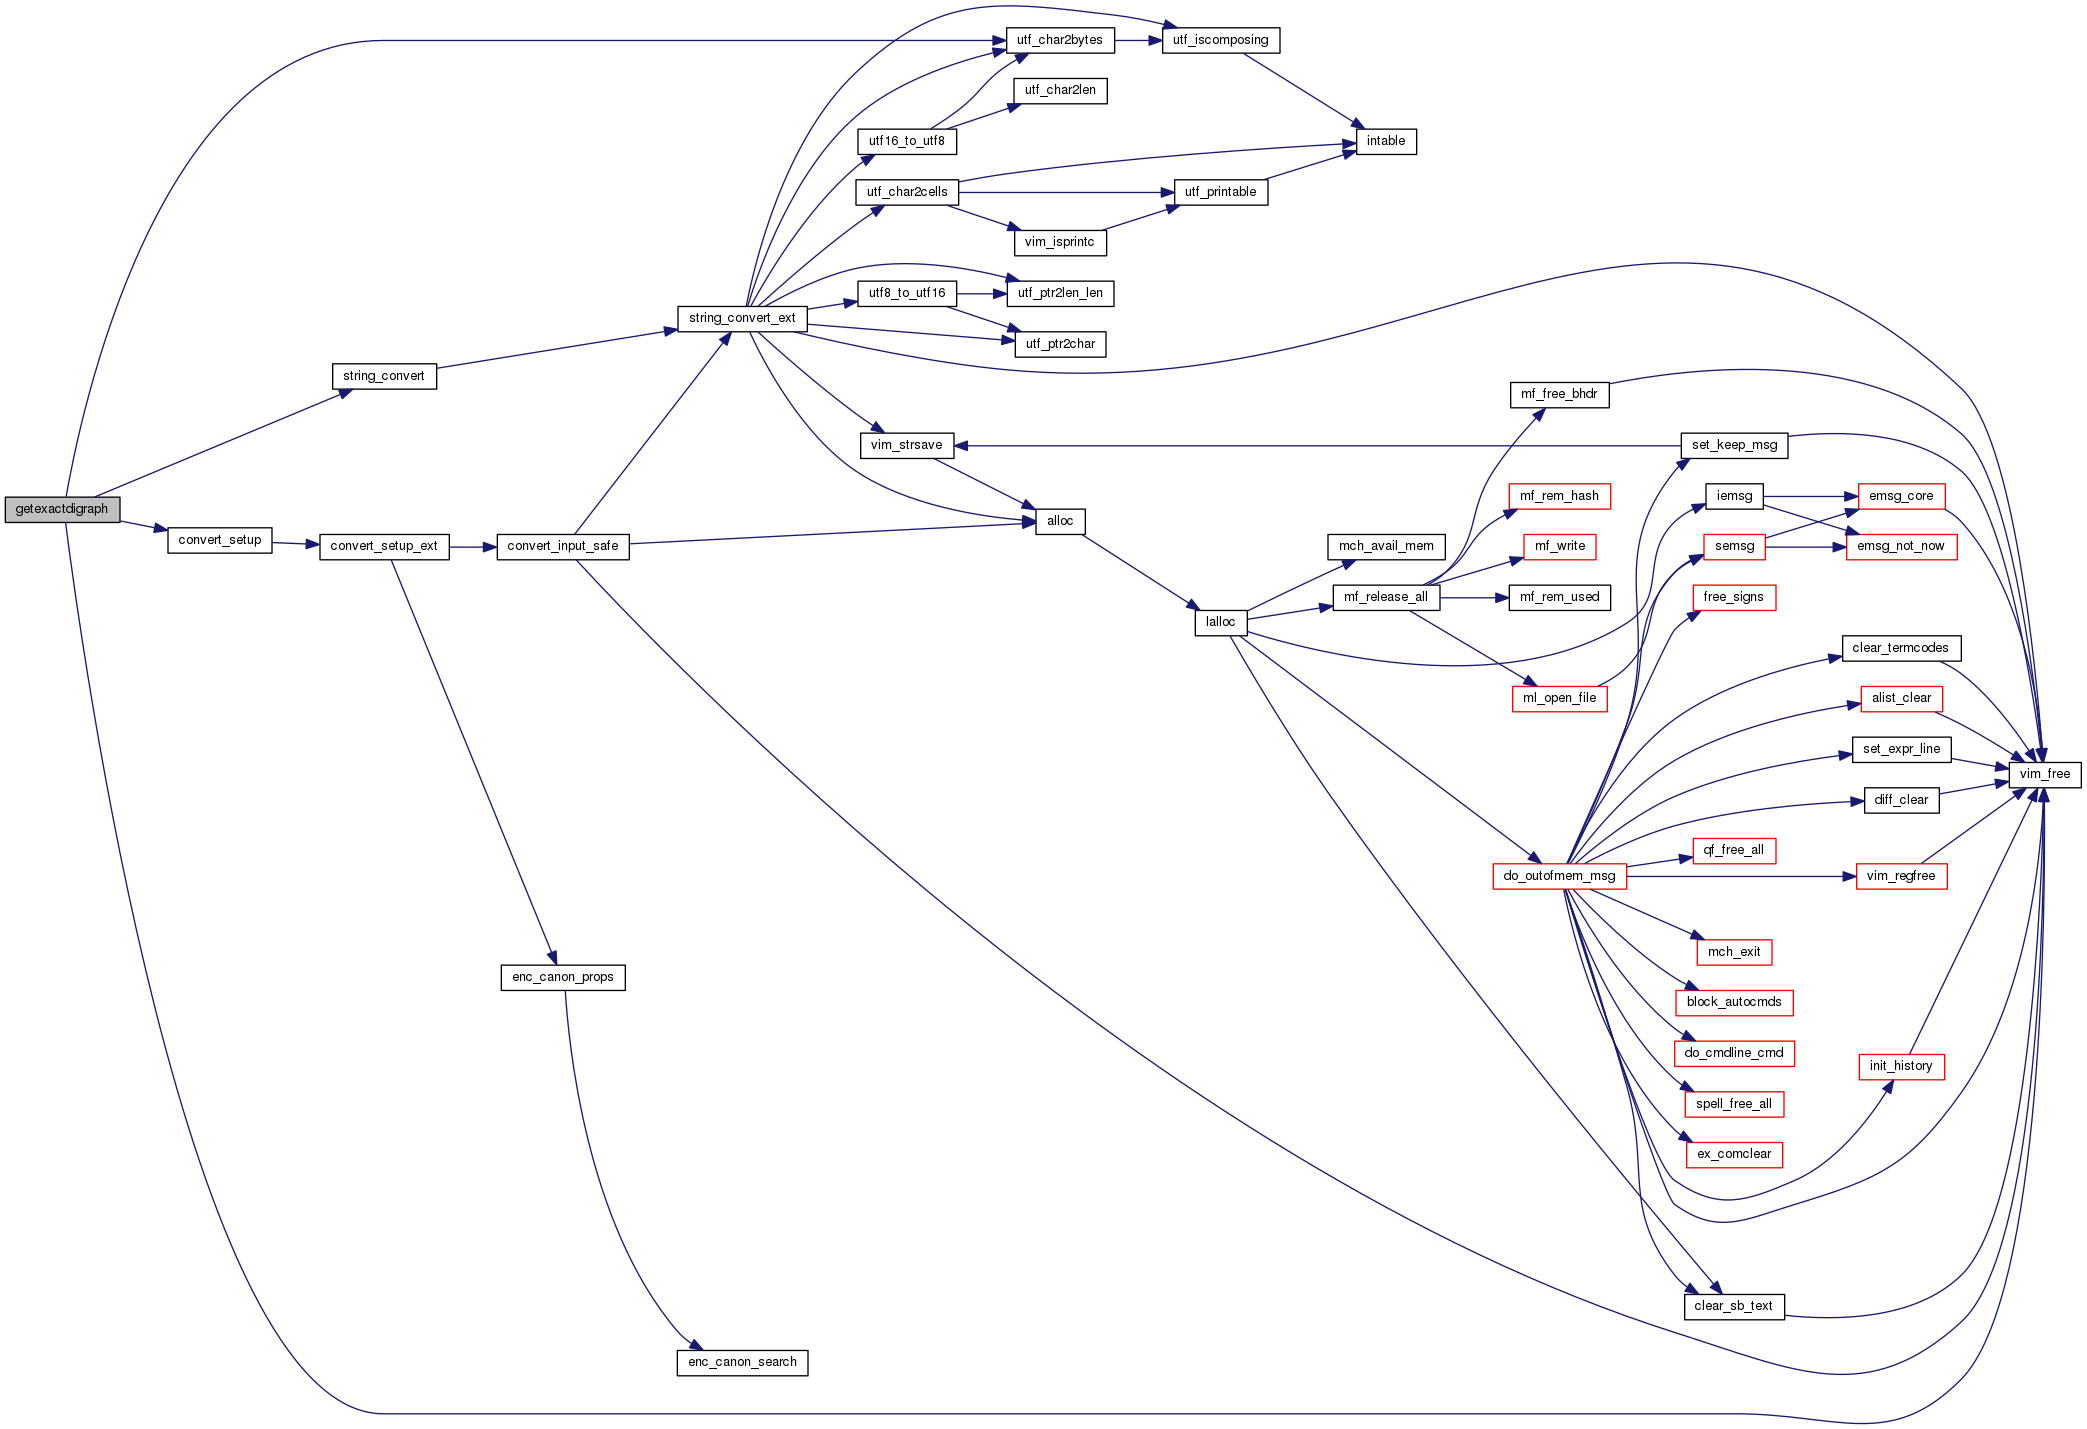 getexactdigraph
convert_setup
string_convert
convert_setup_ext
convert_input_safe
enc_canon_props
string_convert_ext
enc_canon_search
utf16_to_utf8
utf_char2cells
utf8_to_utf16
vim_strsave
utf_char2bytes
utf_char2len
vim_isprintc
utf_ptr2len_len
utf_ptr2char
alloc
utf_iscomposing
utf_printable
lalloc
intable
mch_avail_mem
mf_release_all
mf_free_bhdr
mf_rem_hash
mf_write
mf_rem_used
ml_open_file
do_outofmem_msg
set_keep_msg
iemsg
semsg
free_signs
qf_free_all
mch_exit
block_autocmds
do_cmdline_cmd
spell_free_all
ex_comclear
clear_sb_text
emsg_core
emsg_not_now
clear_termcodes
alist_clear
set_expr_line
diff_clear
vim_regfree
init_history
vim_free